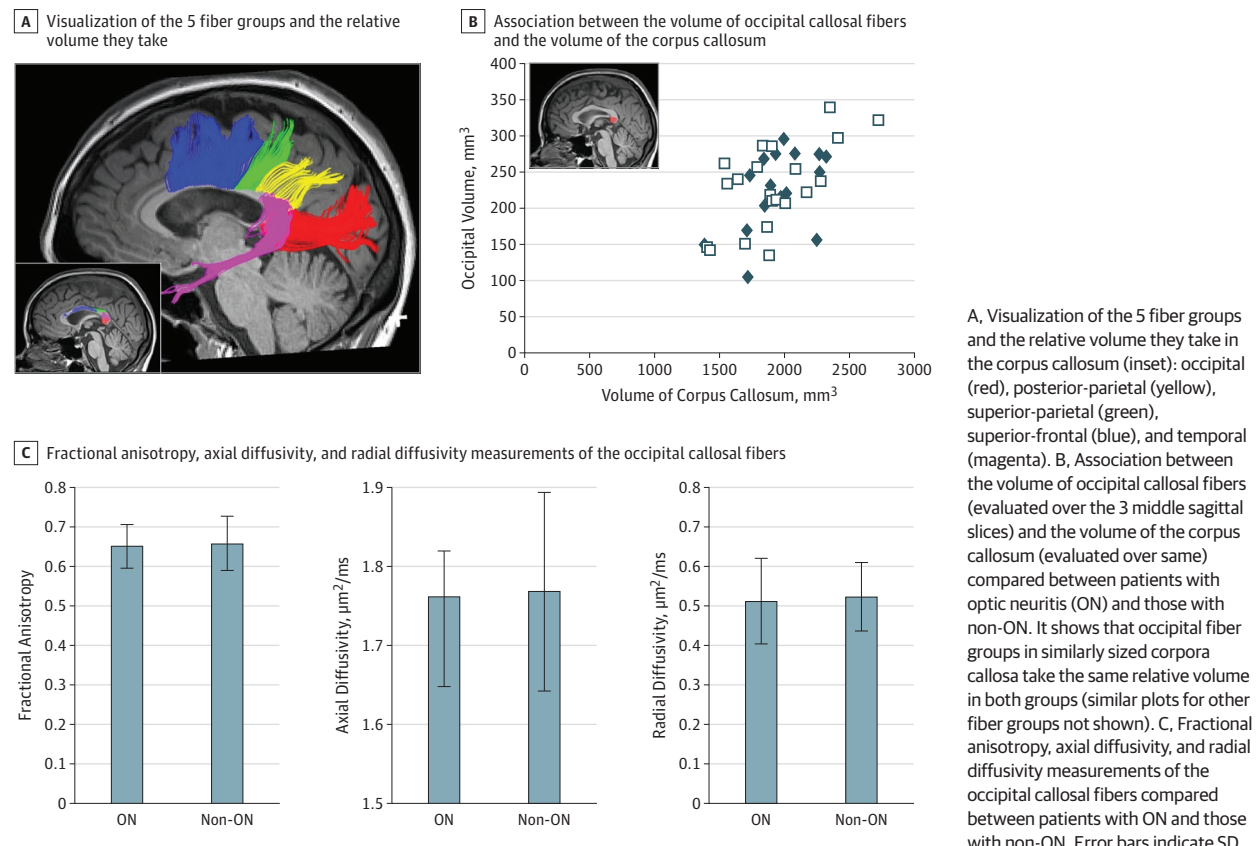 A Visualization of the 5 fiber groups and the relative
volume they take
B Association between the volume of occipital callosal fibers
and the volume of the corpus callosum
400
350
300
250
200
150
100
50
0
Occipital Volume, mm3
0 500 1000 1500 2000 2500 3000
Volume of Corpus Callosum, mm3
C Fractional anisotropy, axial diffusivity, and radial diffusivity measurements of the occipital callosal fibers
0.8
0.7
0.6
0.5
0.4
0.3
0.2
0.1
0
Fractional Anisotropy
ON Non-ON
1.9
1.8
1.7
1.6
1.5
Axial Diffusivity, μm2/ms
ON Non-ON
0.8
0.7
0.6
0.5
0.4
0.3
0.2
0.1
0
Radial Diffusivity, μm2/ms
ON Non-ON
A, Visualization of the 5 fiber groups
and the relative volume they take in
the corpus callosum (inset): occipital
(red), posterior-parietal (yellow),
superior-parietal (green),
superior-frontal (blue), and temporal
(magenta). B, Association between
the volume of occipital callosal fibers
(evaluated over the 3 middle sagittal
slices) and the volume of the corpus
callosum (evaluated over same)
compared between patients with
optic neuritis (ON) and those with
non-ON. It shows that occipital fiber
groups in similarly sized corpora
callosa take the same relative volume
in both groups (similar plots for other
fiber groups not shown). C, Fractional
anisotropy, axial diffusivity, and radial
diffusivity measurements of the
occipital callosal fibers compared
between patients with ON and those
with non-ON. Error bars indicate SD.